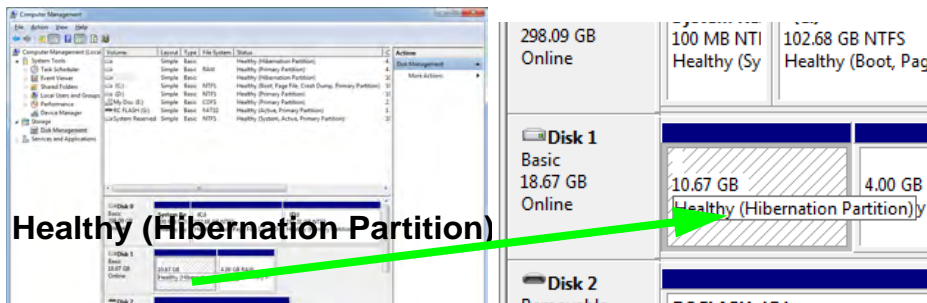 Computer Management
File Action View Help
Computer Management (Local
System Tools
Task Scheduler
Event Viewer
Shared Folders
Local Users and Groups
Performance
Device Manager
Storage
Disk Management
Services and Applications
Volume Layout Type File System Status
Simple Basic Healthy (Hibernation Partition)
Simple Basic RAW Healthy (Primary Partition)
Simple Basic Healthy (Hibernation Partition)
(C:) Simple Basic NTFS Healthy (Boot, Page File, Crash Dump, Primary Partition)
(D:) Simple Basic NTFS Healthy (Primary Partition)
My Disc (E:) Simple Basic CDFS Healthy (Primary Partition)
RC FLASH (G:) Simple Basic FAT32 Healthy (Active, Primary Partition)
System Reserved Simple Basic NTFS Healthy (System, Active, Primary Partition)
Actions
Disk Management
More Actions
Disk 0
Basic
Online
Healthy (Hibernation Partition)
Disk 1
Basic
18.67 GB
Online
10.67 GB
4.00 GB RAW
Disk 2
298.09 GB
Online
100 MB NTI
Healthy (Sy
102.68 GB NTFS
Healthy (Boot, Pag
Disk 1
Basic
18.67 GB
Online
10.67 GB
Healthy (Hibernation Partition)y
4.00 GB
Disk 2